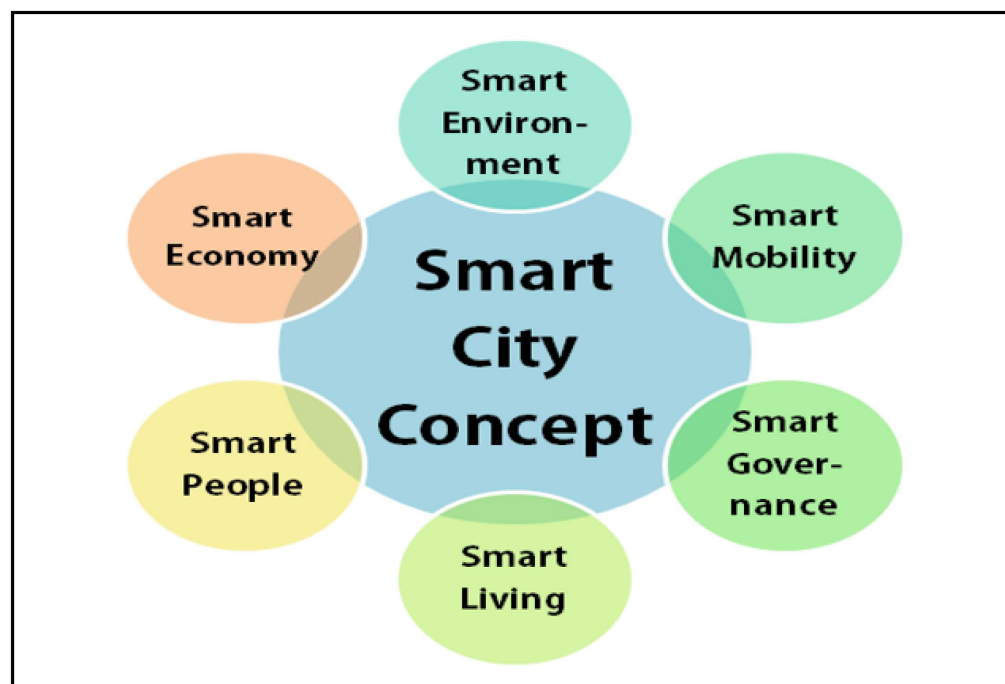 Smart
Environ-
ment
Smart
Economy
Smart
Mobility
Smart
City
Concept
Smart
People
Smart
Gover-
nance
Smart
Living